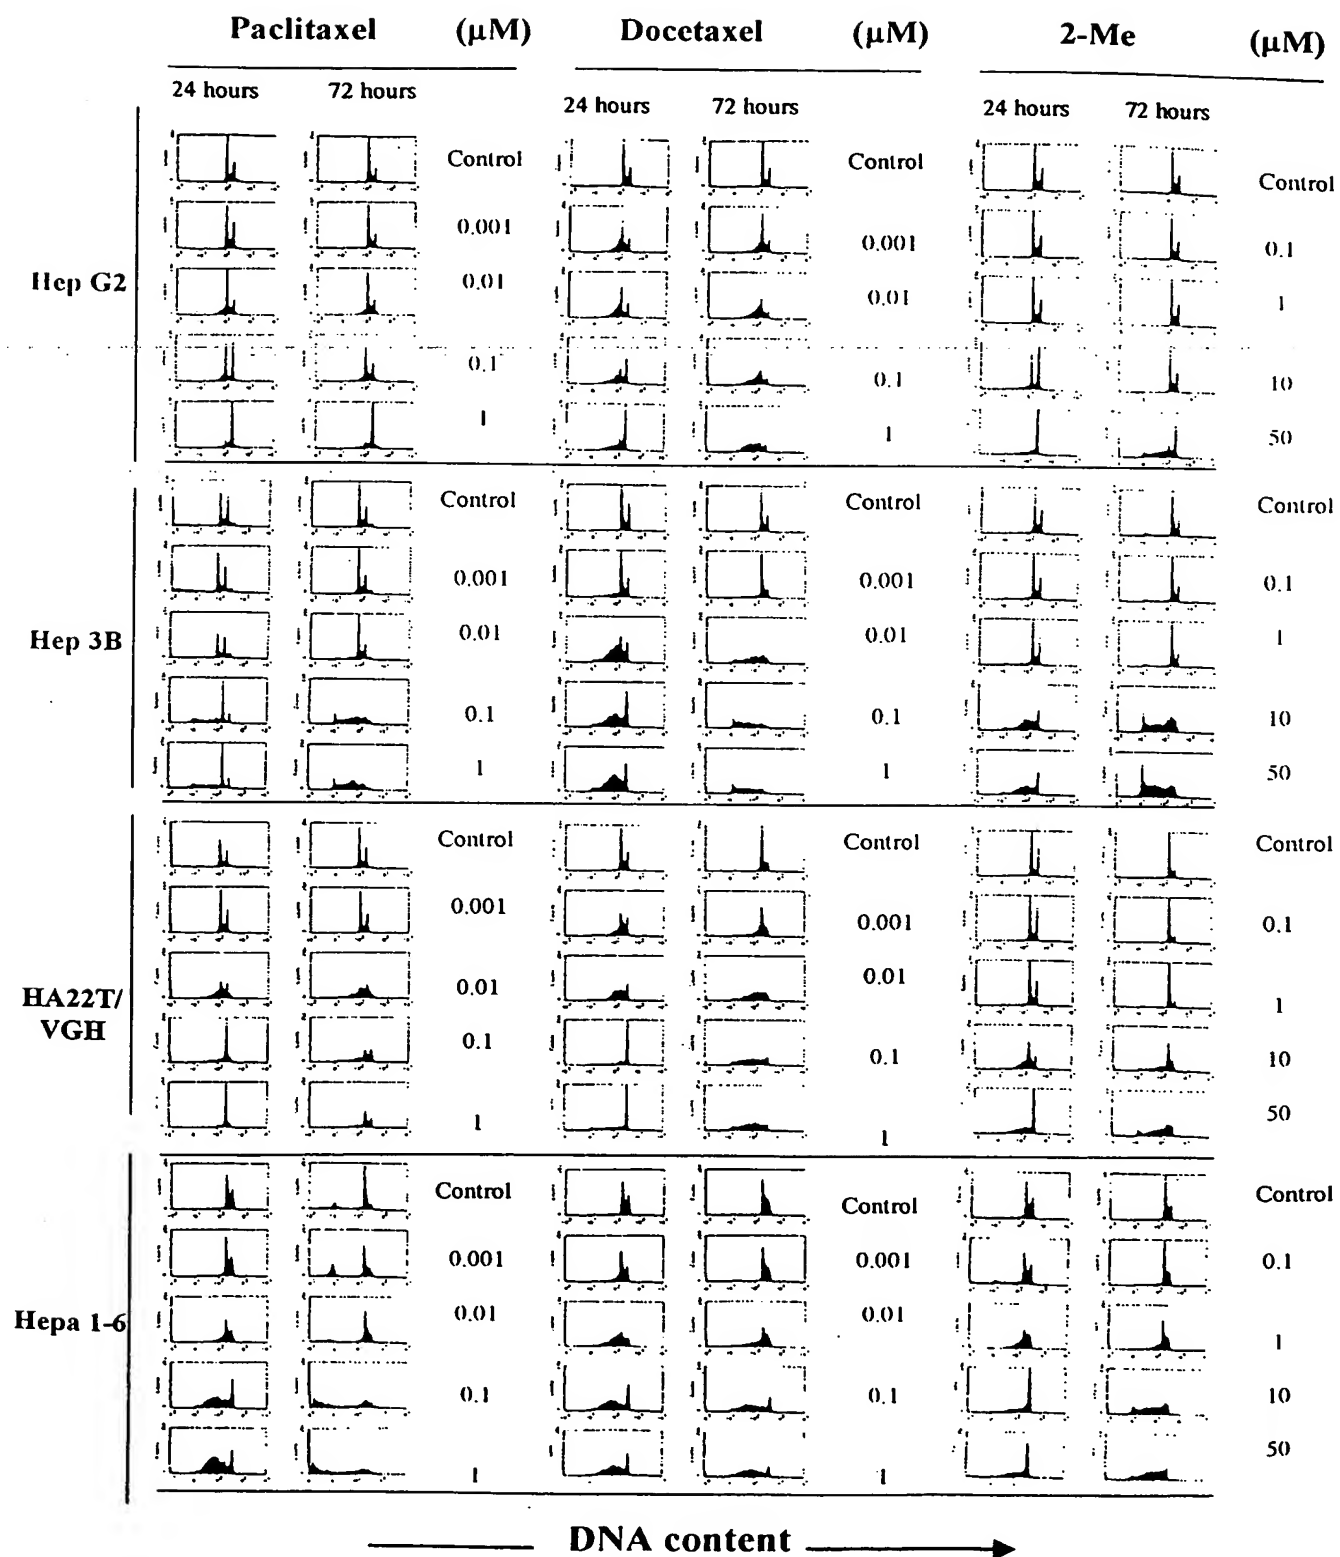 Paclitaxel (μM) Docetaxel (μM) 2-Me (μM)
24 hours 72 hours 24 hours 72 hours 24 hours 72 hours
Hep G2
Control Control Control
0.001 0.001 0.1
0.01 0.01 1
0.1 0.1 10
1 1 50
Hep 3B
Control Control Control
0.001 0.001 0.1
0.01 0.01 1
0.1 0.1 10
1 1 50
HA22T/
VGH
Control Control Control
0.001 0.001 0.1
0.01 0.01 1
0.1 0.1 10
1 1 50
Hepa 1-6
Control Control Control
0.001 0.001 0.1
0.01 0.01 1
0.1 0.1 10
1 1 50
DNA content